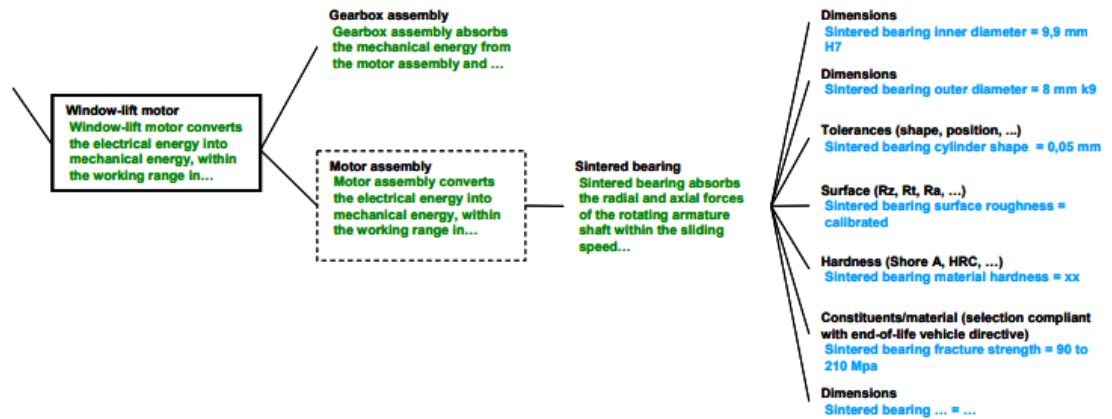 Gearbox assembly
Gearbox assembly absorbs
the mechanical energy from
the motor assembly and ...
Window-lift motor
Window-lift motor converts
the electrical energy into
mechanical energy, within
the working range in...
Motor assembly
Motor assembly converts
the electrical energy into
mechanical energy, within
the working range in...
Sintered bearing
Sintered bearing absorbs
the radial and axial forces
of the rotating armature
shaft within the sliding
speed...
Dimensions
Sintered bearing inner diameter = 9,9 mm
H7
Dimensions
Sintered bearing outer diameter = 8 mm k9
Tolerances (shape, position, ...)
Sintered bearing cylinder shape = 0,05 mm
Surface (Rz, Rt, Ra, ...)
Sintered bearing surface roughness =
calibrated
Hardness (Shore A, HRC, ...)
Sintered bearing material hardness = xx
Constituents/material (selection compliant
with end-of-life vehicle directive)
Sintered bearing fracture strength = 90 to
210 Mpa
Dimensions
Sintered bearing ... = ...